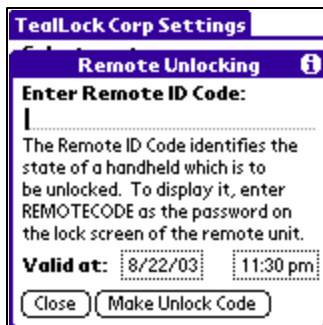 TealLock Corp Settings
Remote Unlocking
Enter Remote ID Code:
The Remote ID Code identifies the
state of a handheld which is to
be unlocked. To display it, enter
REMOTECODE as the password on
the lock screen of the remote unit.
Valid at: 8/22/03 11:30 pm
Close Make Unlock Code